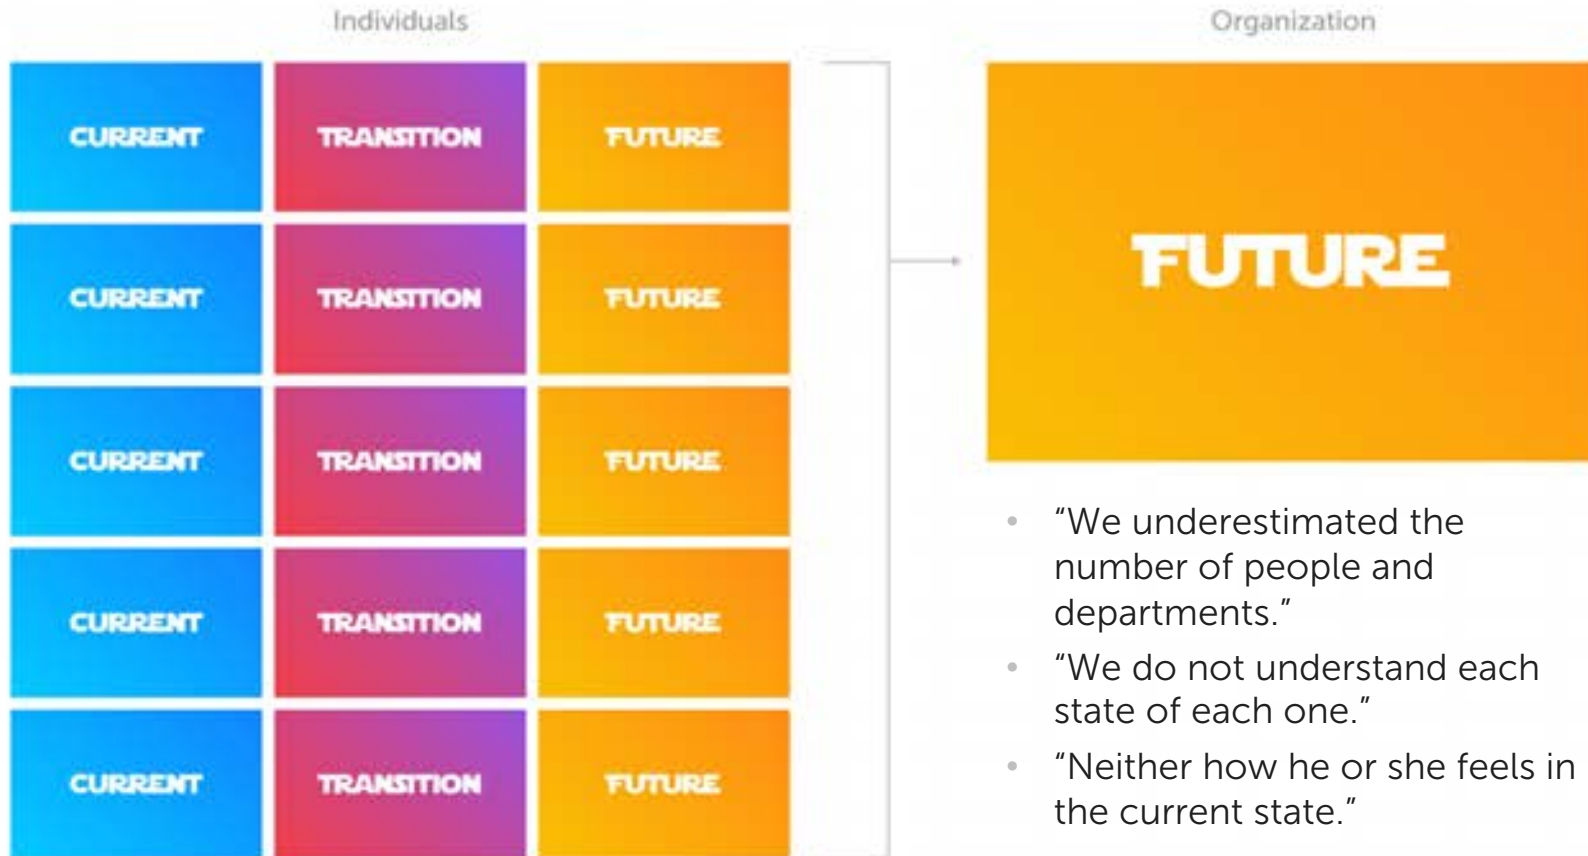 Individuals
Organization
CURRENT TRANSITION FUTURE
CURRENT TRANSITION FUTURE
CURRENT TRANSITION FUTURE
CURRENT TRANSITION FUTURE
CURRENT TRANSITION FUTURE
FUTURE
• “We underestimated the
number of people and
departments.”
• “We do not understand each
state of each one.”
• “Neither how he or she feels in
the current state.”